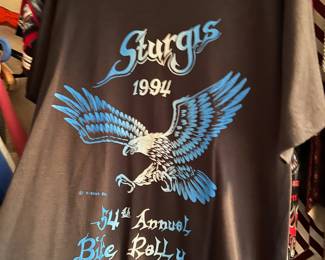 Sturgis
1994
54th Annual
Bike Rally